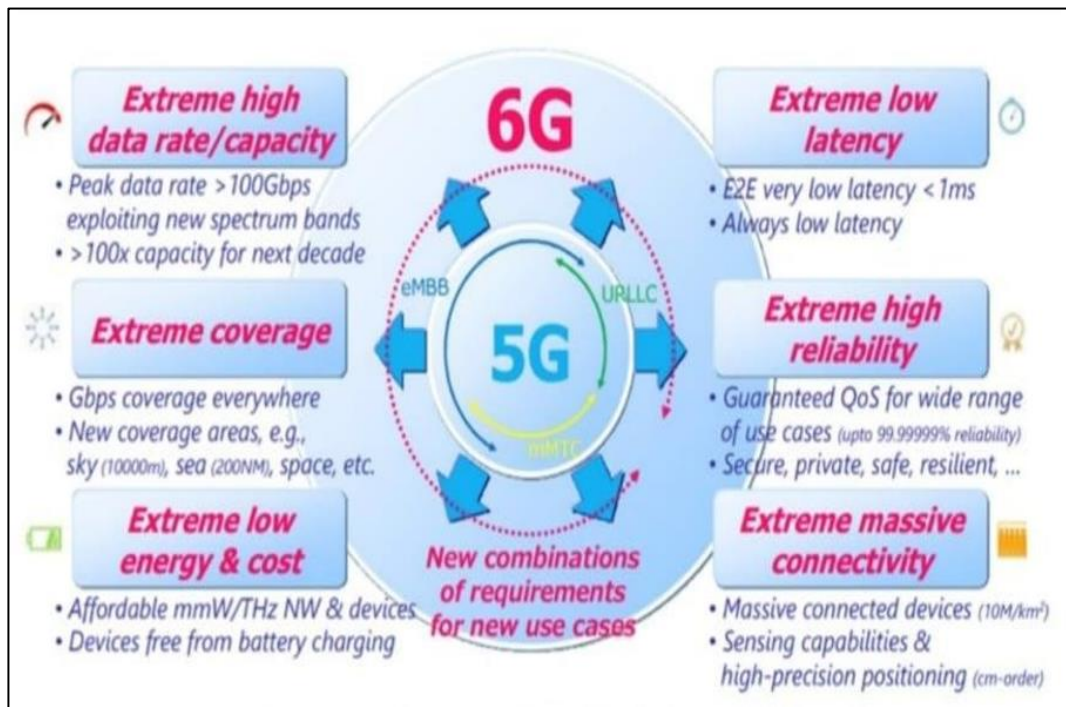 Extreme high
data rate/capacity
• Peak data rate >100Gbps
exploiting new spectrum bands
• >100x capacity for next decade
Extreme coverage
• Gbps coverage everywhere
• New coverage areas, e.g.,
sky (10000m), sea (200NM), space, etc.
Extreme low
energy & cost
• Affordable mmW/THz NW & devices
• Devices free from battery charging
6G
eMBB
URLLC
5G
mMTC
New combinations
of requirements
for new use cases
Extreme low
latency
• E2E very low latency <1ms
• Always low latency
Extreme high
reliability
• Guaranteed QoS for wide range
of use cases (upto 99.99999% reliability)
• Secure, private, safe, resilient, ...
Extreme massive
connectivity
• Massive connected devices (10M/km²)
• Sensing capabilities &
high-precision positioning (cm-order)